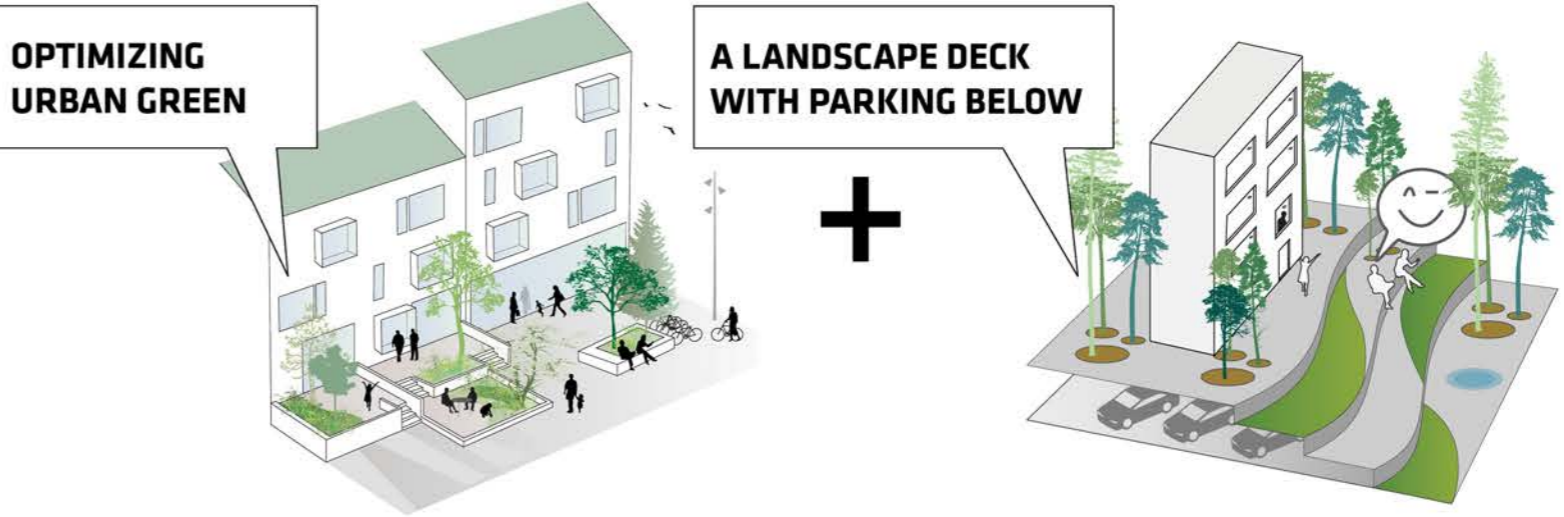 OPTIMIZING
URBAN GREEN
A LANDSCAPE DECK
WITH PARKING BELOW
+